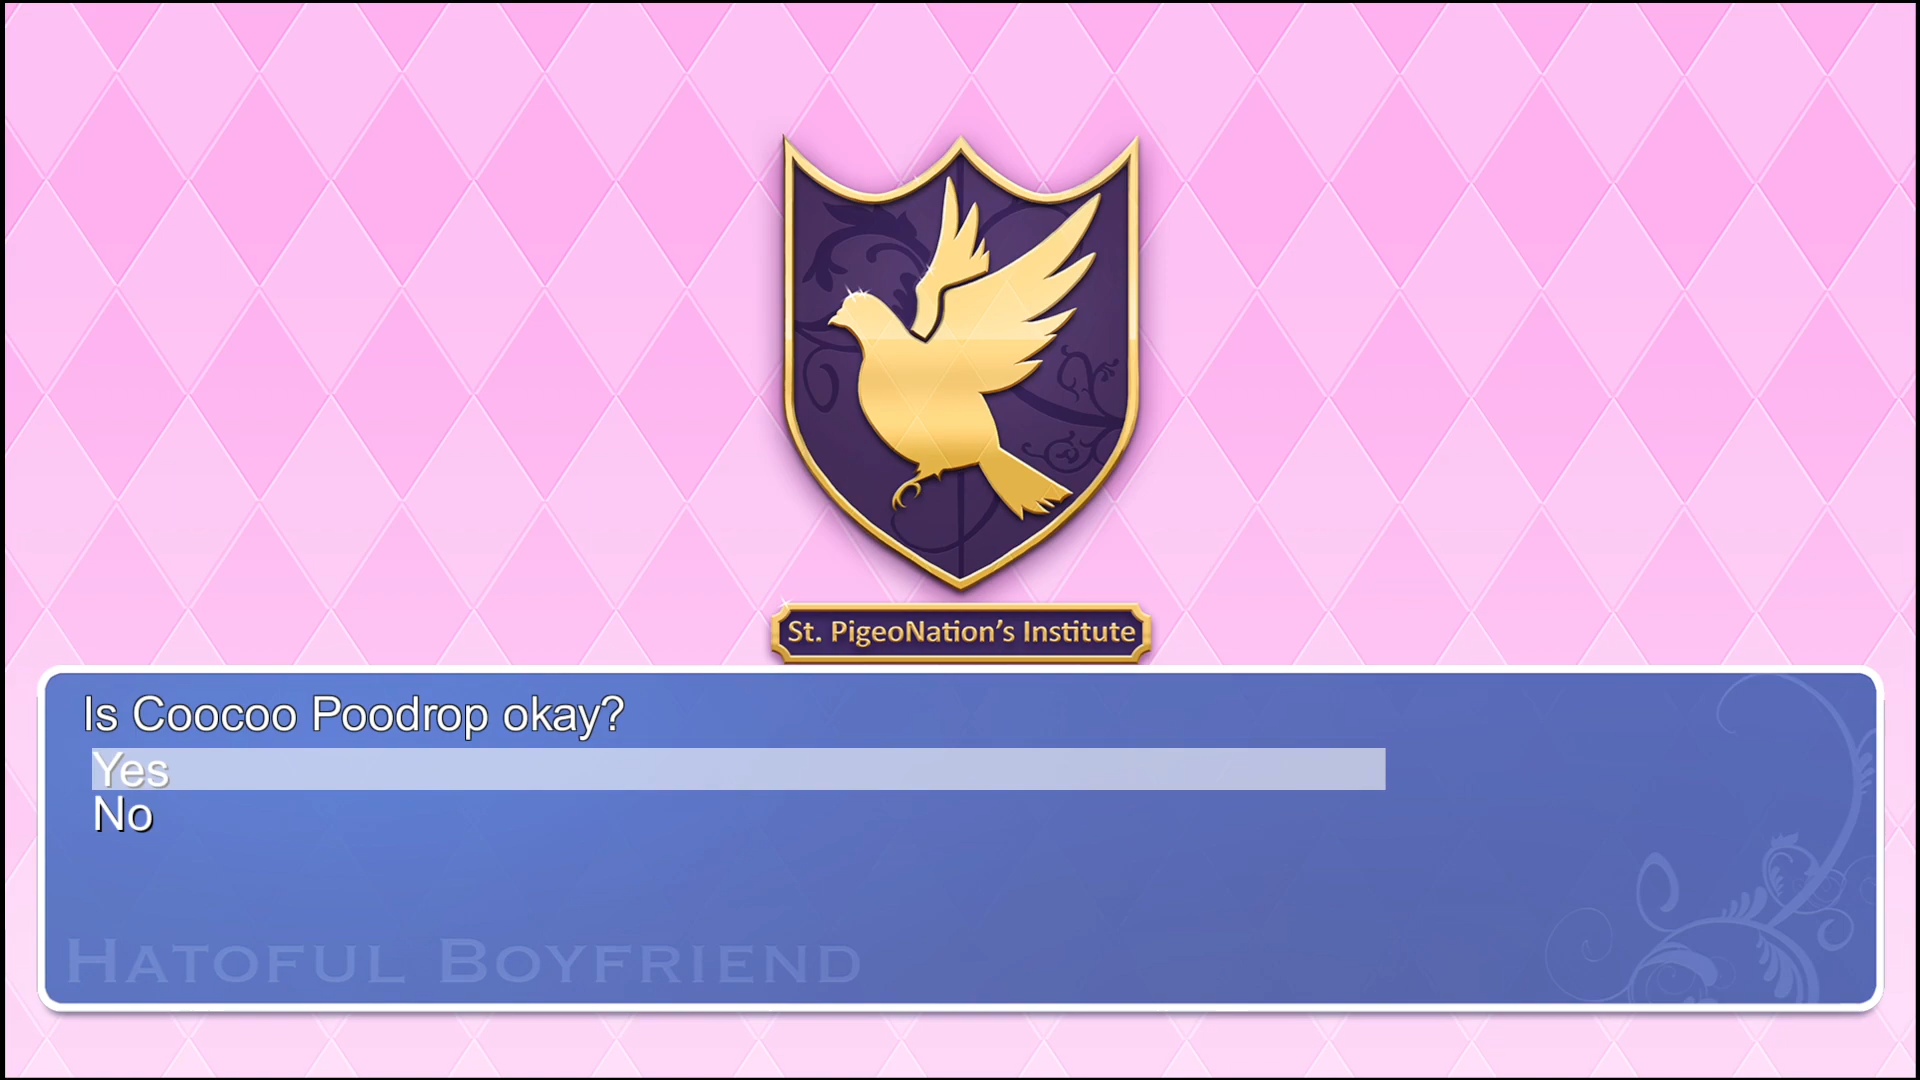 St. PigeoNation's Institute
Is Coocoo Poodrop okay?
Yes
No
HATOFUL BOYFRIEND